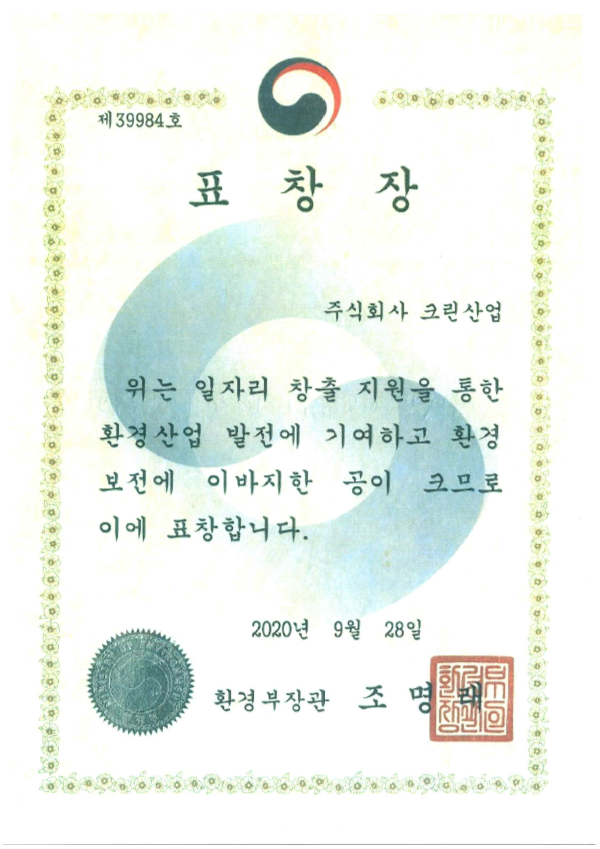 제39984호
표 창 장
주식회사 크린산업
위는 일자리 창출 지원을 통한
환경산업 발전에 기여하고 환경
보전에 이바지한 공이 크므로
이에 표창합니다.
2020년 9월 28일
환경부장관 조명래